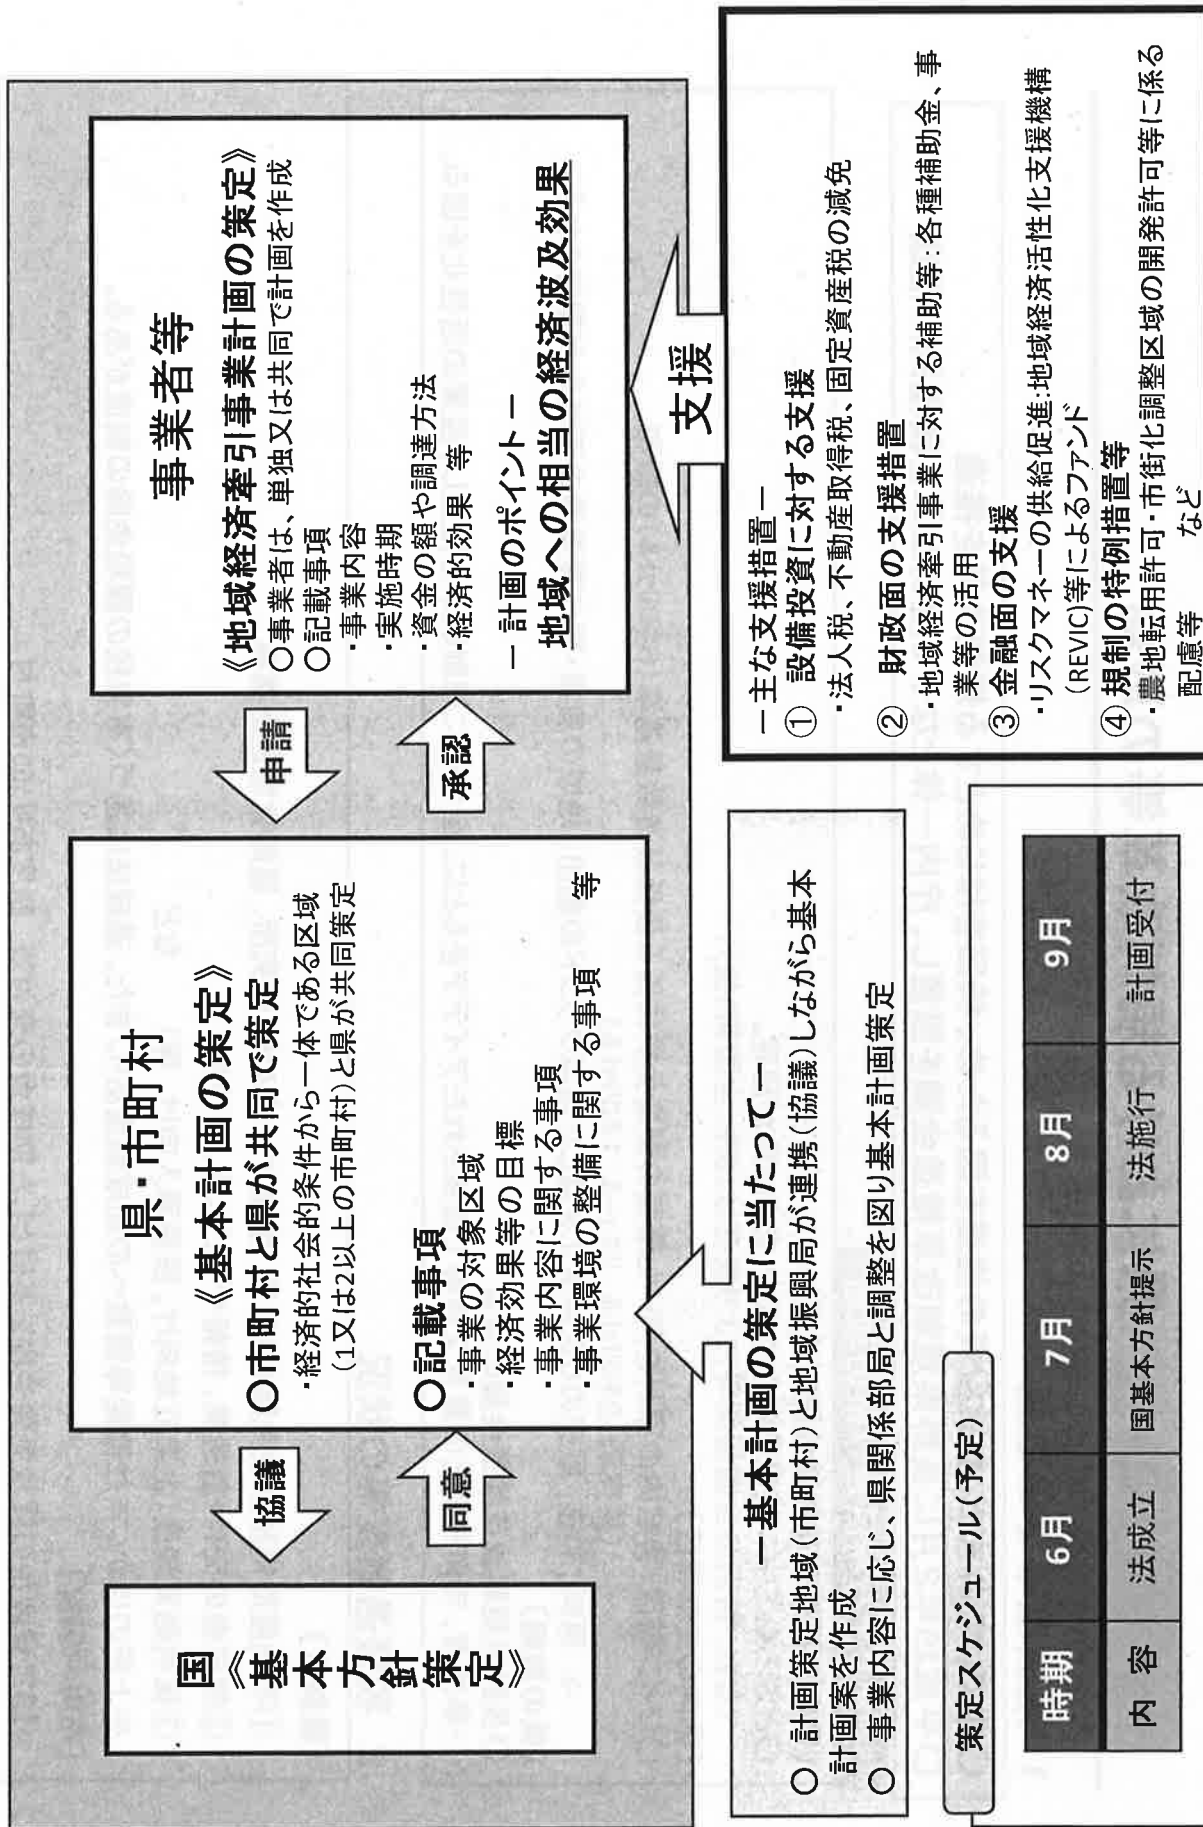 国
《基本方針策定》
協議
同意
県・市町村
《基本計画の策定》
〇市町村と県が共同で策定
・経済的社会的条件から一体である区域
(1又は2以上の市町村)と県が共同策定
〇記載事項
・事業の対象区域
・経済効果等の目標
・事業内容に関する事項
・事業環境の整備に関する事項 等
申請
承認
事業者等
《地域経済牽引事業計画の策定》
〇事業者は、単独又は共同で計画を作成
〇記載事項
・事業内容
・実施時期
・資金の額や調達方法
・経済的効果 等
ー 計画のポイント ー
地域への相当の経済波及効果
ー基本計画の策定に当たってー
〇 計画策定地域(市町村)と地域振興局が連携(協議)しながら基本
計画案を作成
〇 事業内容に応じ、県関係部局と調整を図り基本計画策定
支援
ー主な支援措置ー
① 設備投資に対する支援
・法人税、不動産取得税、固定資産税の減免
② 財政面の支援措置
・地域経済牽引事業に対する補助等:各種補助金、事
業等の活用
③ 金融面の支援
・リスクマネーの供給促進:地域経済活性化支援機構
(REVIC)等によるファンド
④ 規制の特例措置等
・農地転用許可・市街化調整区域の開発許可等に係る
配慮等 など
策定スケジュール(予定)
時期 6月 7月 8月 9月
内 容 法成立 国基本方針提示 法施行 計画受付